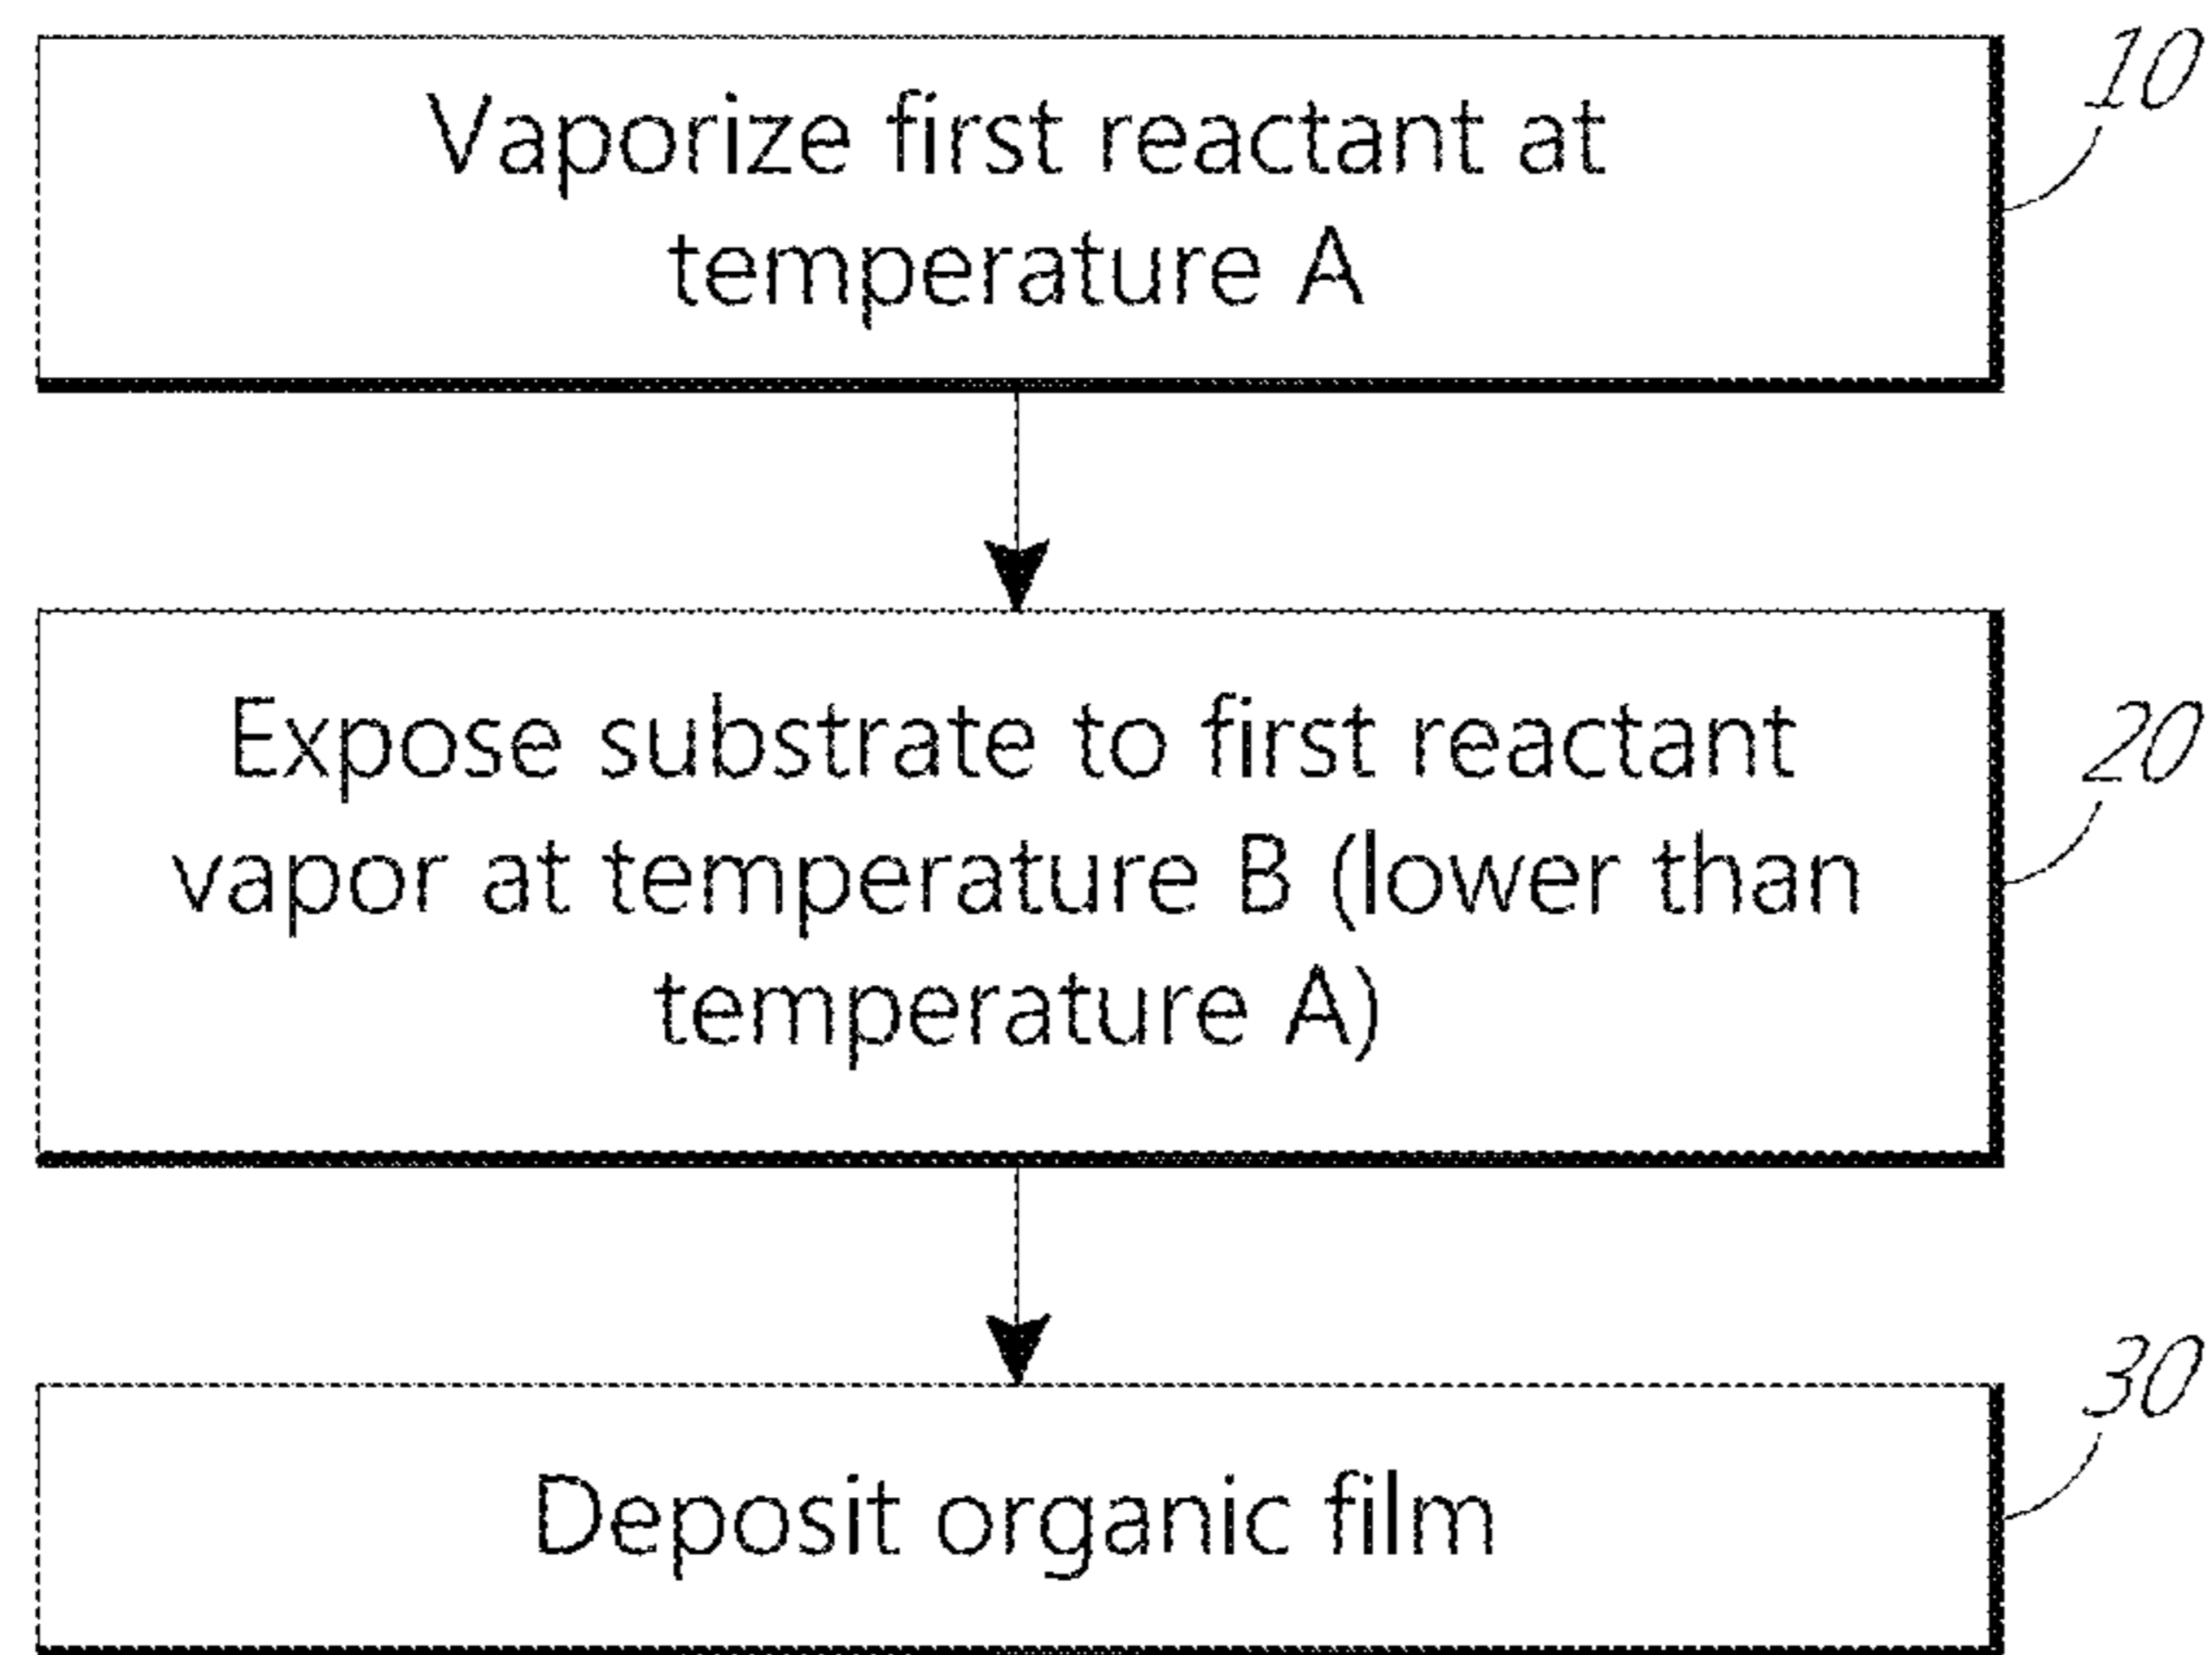 10
Vaporize first reactant at
temperature A
20
Expose substrate to first reactant
vapor at temperature B (lower than
temperature A)
30
Deposit organic film